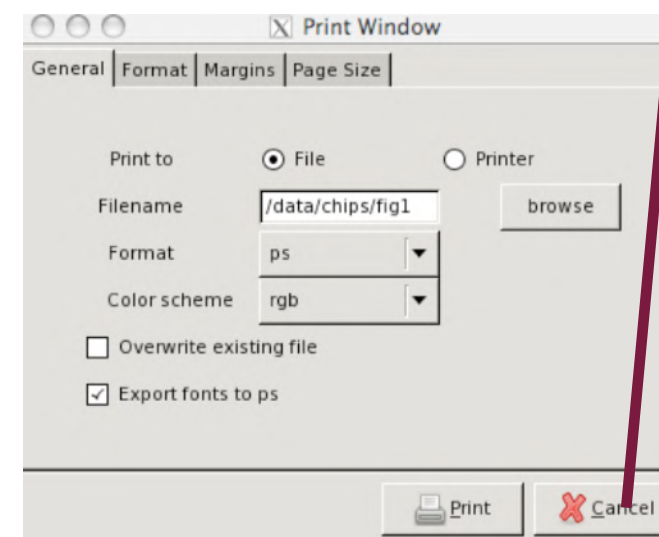 Print Window
General Format Margins Page Size
Print to File Printer
Filename /data/chips/fig1 browse
Format ps
Color scheme rgb
Overwrite existing file
Export fonts to ps
Print Cancel